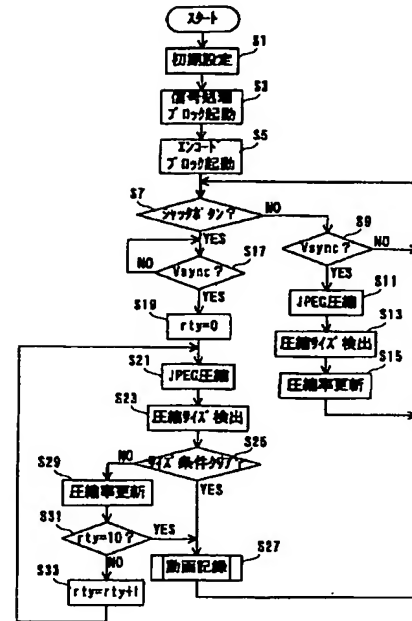 スタート
S1
初期設定
S3
信号処理
ブロック起動
S5
エンコード
ブロック起動
S7
シャッタボタン?
NO
YES
S9
Vsync?
NO
YES
S17
Vsync?
NO
YES
S11
JPEG圧縮
S13
圧縮サイズ検出
S15
圧縮率更新
S19
rty=0
S21
JPEG圧縮
S23
圧縮サイズ検出
S25
サイズ条件クリア?
NO
YES
S29
圧縮率更新
S31
rty=10?
YES
NO
S27
動画記録
S33
rty=rty+1